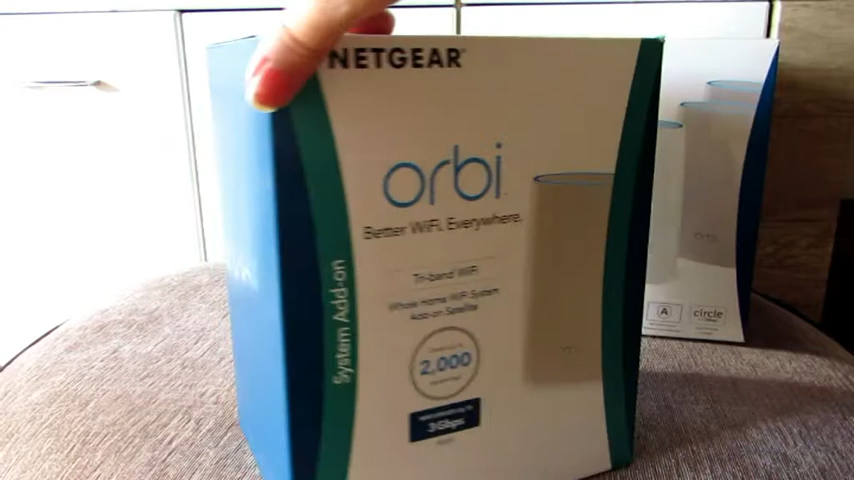 NETGEAR
orbi
Better WiFi. Everywhere.
Tri-band WiFi
Whole Home WiFi System
Add-on Satellite
System Add-on
2,000
3Gbps
A
circle
orbi